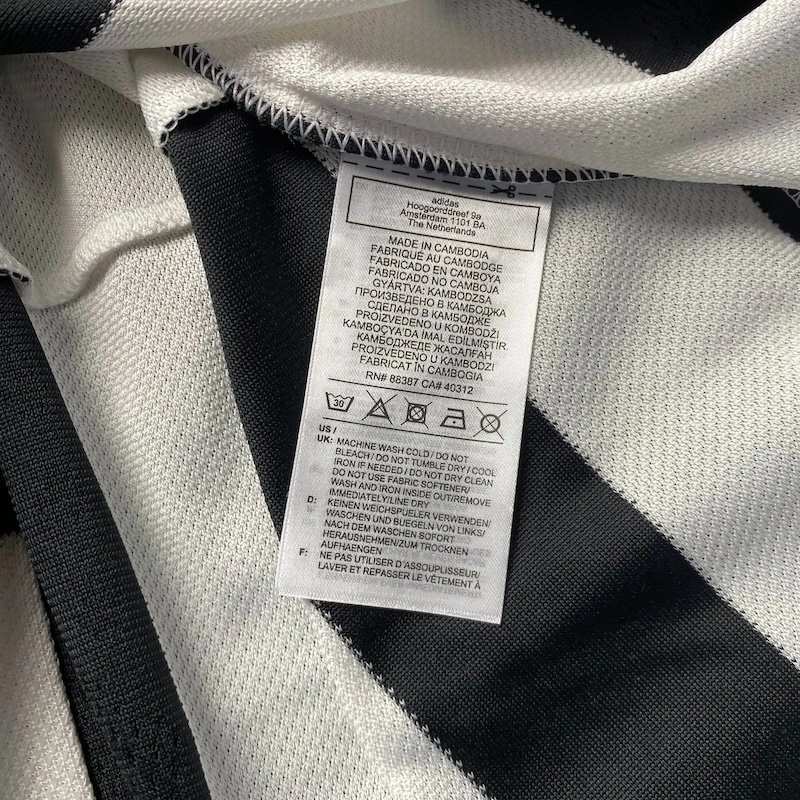 adidas
Hoogoorddreef 9a
Amsterdam 1101 BA
The Netherlands
MADE IN CAMBODIA
FABRIQUÉ AU CAMBODGE
FABRICADO EN CAMBOYA
FABRICADO NO CAMBOJA
GYÁRTVA: KAMBODZSA
ПРОИЗВЕДЕНО В КАМБОДЖА
СДЕЛАНО В КАМБОДЖЕ
PROIZVEDENO U KOMBODŽI
KAMBOÇYA'DA İMAL EDİLMİŞTİR.
КАМБОДЖЕДЕ ЖАСАЛҒАН
PROIZVEDENO U KAMBODZI
FABRICAT ÎN CAMBOGIA
RN# 88387 CA# 40312
30
US /
UK: MACHINE WASH COLD / DO NOT
BLEACH / DO NOT TUMBLE DRY / COOL
IRON IF NEEDED / DO NOT DRY CLEAN
DO NOT USE FABRIC SOFTENER/
WASH AND IRON INSIDE OUT/REMOVE
IMMEDIATELY/LINE DRY
D: KEINEN WEICHSPUELER VERWENDEN/
WASCHEN UND BUEGELN VON LINKS/
NACH DEM WASCHEN SOFORT
HERAUSNEHMEN/ZUM TROCKNEN
AUFHAENGEN
F: NE PAS UTILISER D'ASSOUPLISSEUR/
LAVER ET REPASSER LE VÊTEMENT À